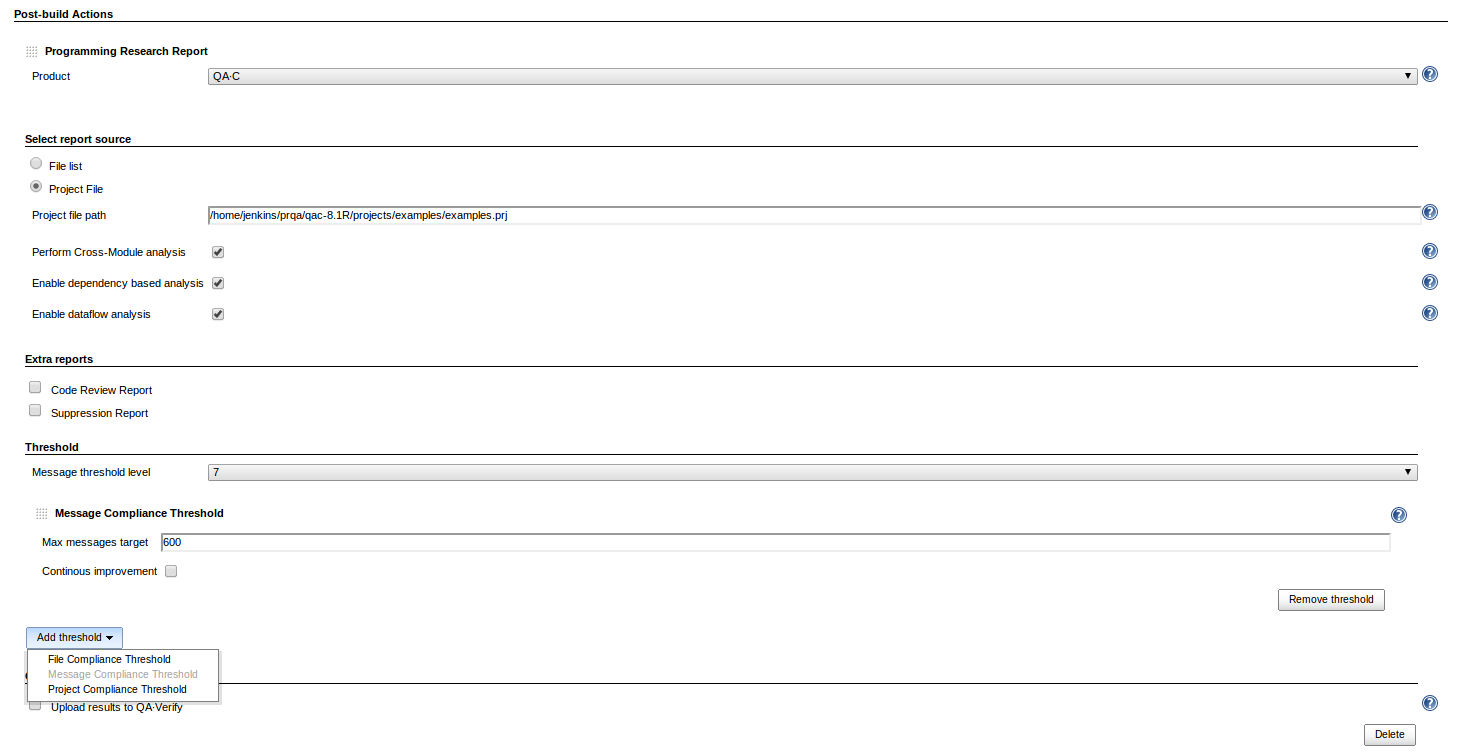 Post-build Actions
Programming Research Report
Product
QA·C
Select report source
File list
Project File
Project file path
/home/jenkins/prqa/qac-8.1R/projects/examples/examples.prj
Perform Cross-Module analysis
Enable dependency based analysis
Enable dataflow analysis
Extra reports
Code Review Report
Suppression Report
Threshold
Message threshold level
7
Message Compliance Threshold
Max messages target
600
Continous improvement
Remove threshold
Add threshold
File Compliance Threshold
Message Compliance Threshold
Project Compliance Threshold
Upload results to QA·Verify
Delete